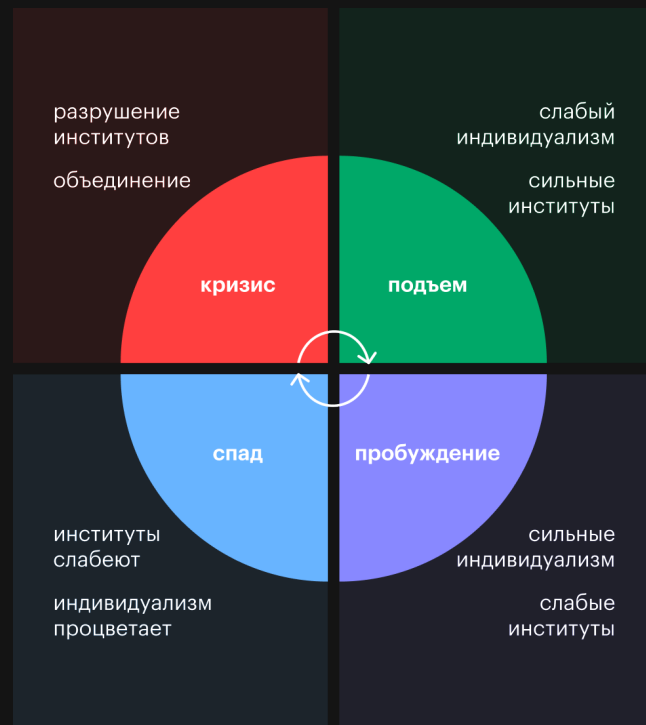 разрушение
институтов
объединение
кризис
слабый
индивидуализм
сильные
институты
подъем
спад
институты
слабеют
индивидуализм
процветает
пробуждение
сильные
индивидуализм
слабые
институты